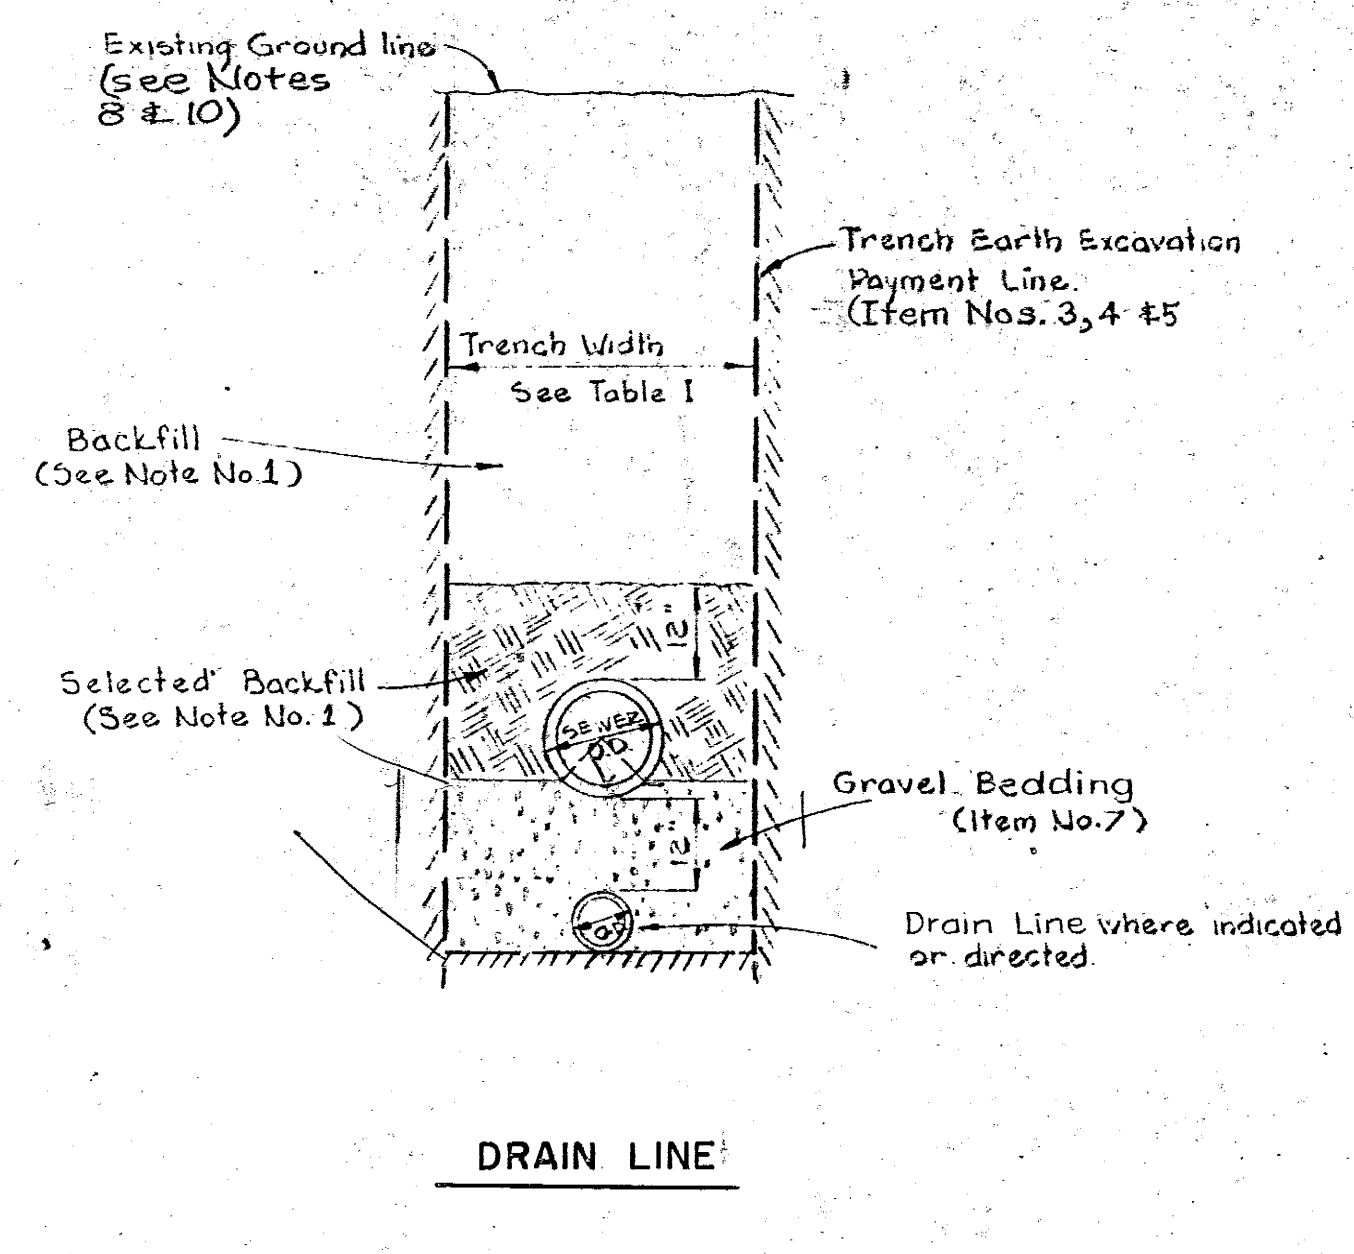 Existing Ground line
(see Notes
8 & 10)
Trench Earth Excavation
Payment Line.
(Item Nos. 3, 4 & 5
Trench Width
See Table I
Backfill
(See Note No.1)
12"
Selected Backfill
(See Note No. 1)
SEWER
O.D.
Gravel Bedding
(Item No.7)
12"
O.D.
Drain Line where indicated
or directed.
DRAIN LINE